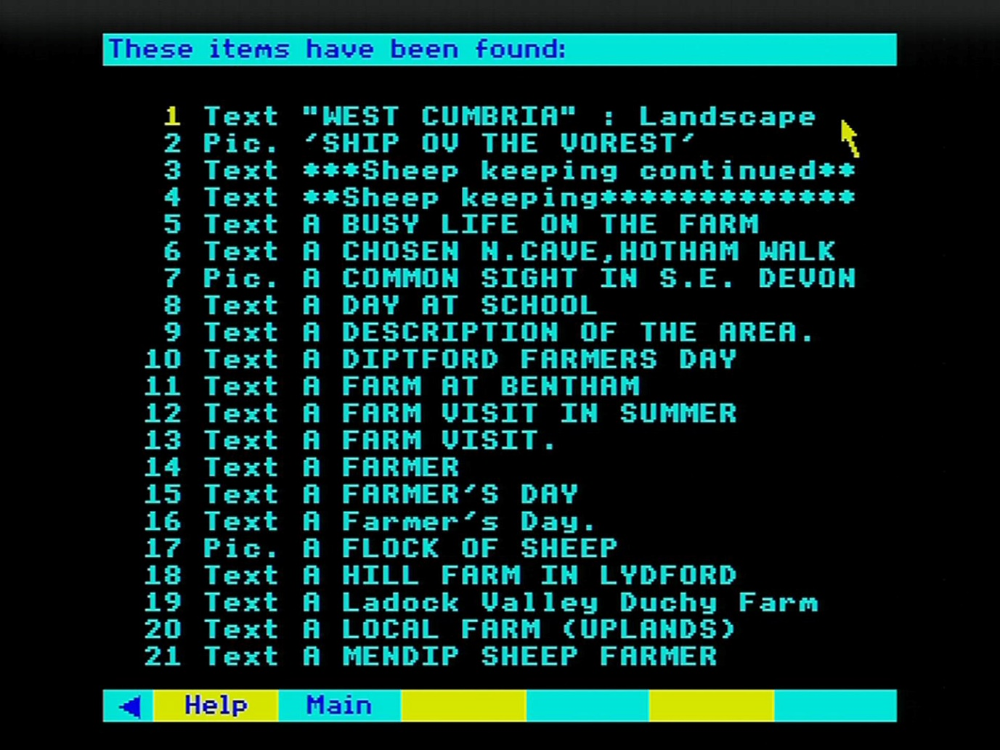 These items have been found:
1 Text "WEST CUMBRIA" : Landscape
2 Pic. 'SHIP OV THE VOREST'
3 Text ***Sheep keeping continued**
4 Text **Sheep keeping*************
5 Text A BUSY LIFE ON THE FARM
6 Text A CHOSEN N.CAVE,HOTHAM WALK
7 Pic. A COMMON SIGHT IN S.E. DEVON
8 Text A DAY AT SCHOOL
9 Text A DESCRIPTION OF THE AREA.
10 Text A DIPTFORD FARMERS DAY
11 Text A FARM AT BENTHAM
12 Text A FARM VISIT IN SUMMER
13 Text A FARM VISIT.
14 Text A FARMER
15 Text A FARMER'S DAY
16 Text A Farmer's Day.
17 Pic. A FLOCK OF SHEEP
18 Text A HILL FARM IN LYDFORD
19 Text A Ladock Valley Duchy Farm
20 Text A LOCAL FARM (UPLANDS)
21 Text A MENDIP SHEEP FARMER
Help Main